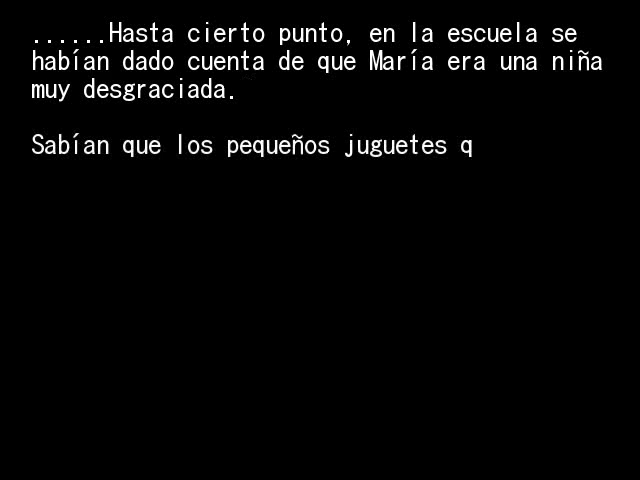 ......Hasta cierto punto, en la escuela se
habían dado cuenta de que María era una niña
muy desgraciada.
Sabían que los pequeños juguetes q